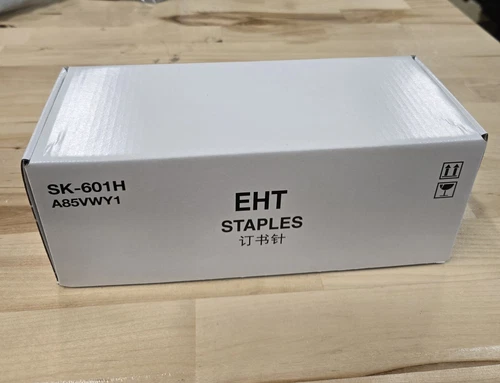 SK-601H
A85VWY1
EHT
STAPLES
订书针